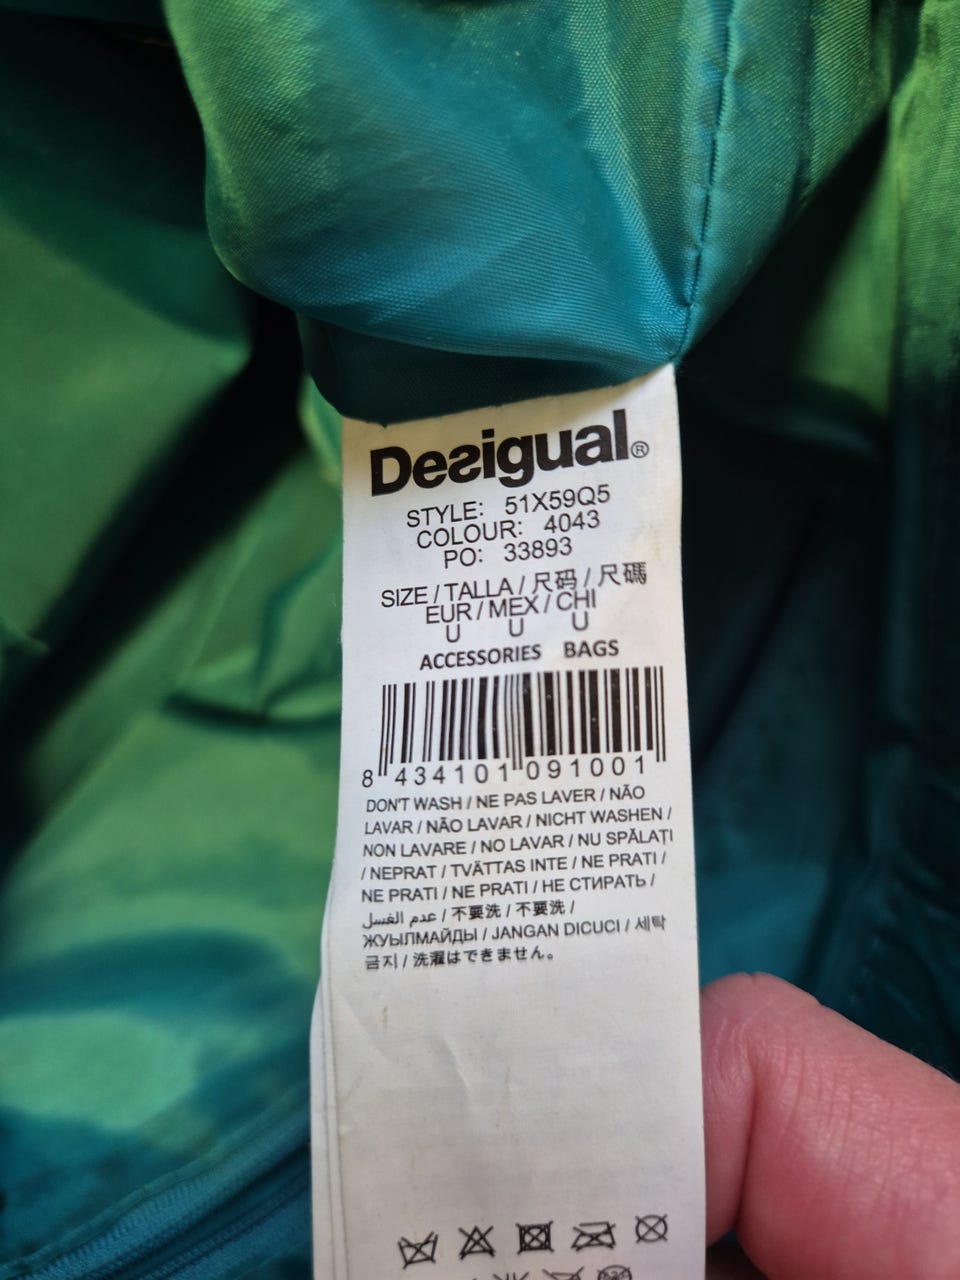 Desigual®
STYLE: 51X59Q5
COLOUR: 4043
PO: 33893
SIZE / TALLA / 尺码 / 尺碼
EUR / MEX / CHI
U U U
ACCESSORIES BAGS
8 434101 091001
DON'T WASH / NE PAS LAVER / NÃO
LAVAR / NÃO LAVAR / NICHT WASHEN /
NON LAVARE / NO LAVAR / NU SPĂLAȚI
/ NEPRAT / TVÄTTAS INTE / NE PRATI /
NE PRATI / NE PRATI / НЕ СТИРАТЬ /
عدم الغسل / 不要洗 / 不要洗 /
ЖУЫЛМАЙДЫ / JANGAN DICUCI / 세탁
금지 / 洗濯はできません。